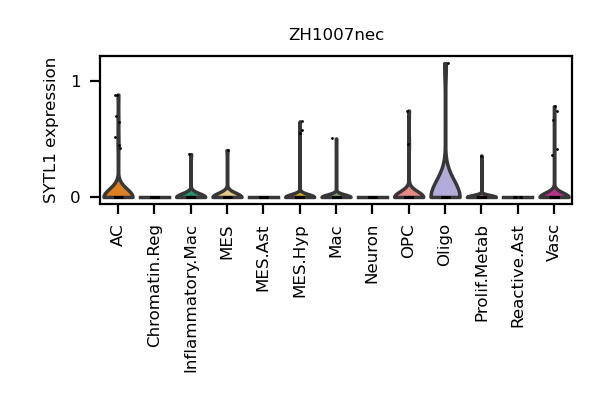 ZH1007nec
SYTL1 expression
1
0
AC
Chromatin.Reg
Inflammatory.Mac
MES
MES.Ast
MES.Hyp
Mac
Neuron
OPC
Oligo
Prolif.Metab
Reactive.Ast
Vasc